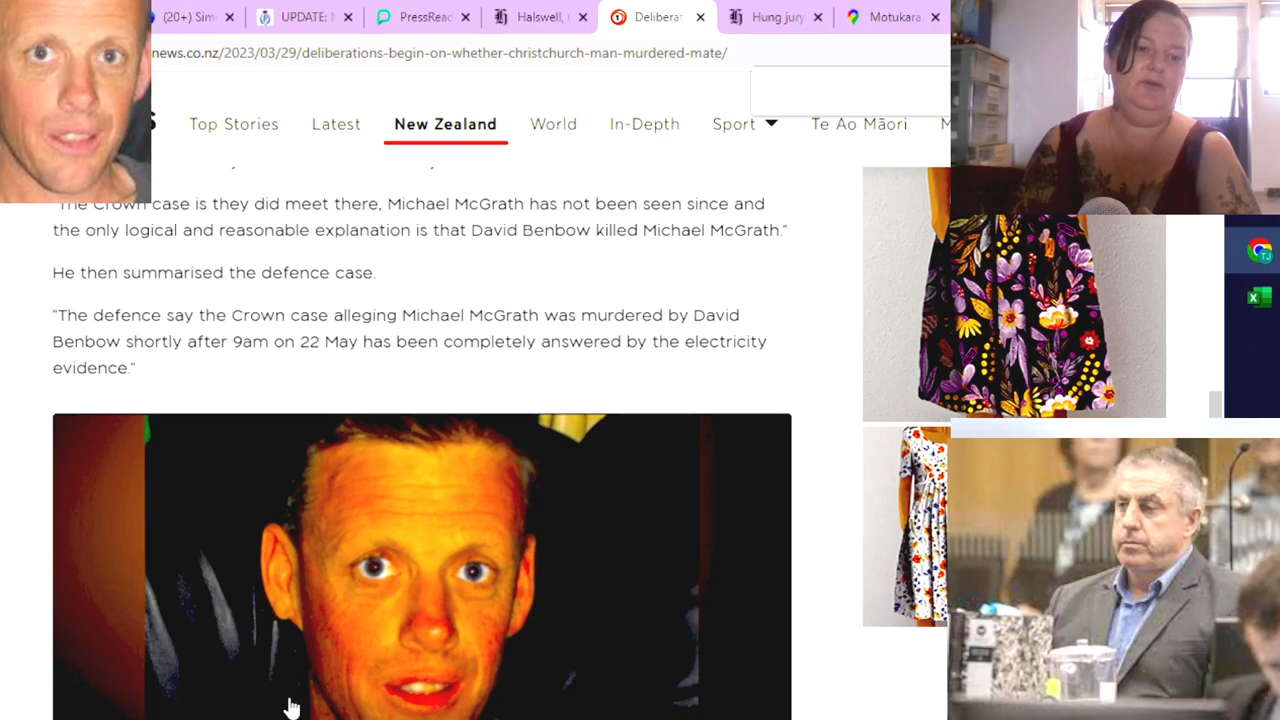 (20+) Sim
UPDATE:
PressRead
Halswell, C
Deliberat
Hung jury
Motukara
news.co.nz/2023/03/29/deliberations-begin-on-whether-christchurch-man-murdered-mate/
S
Top Stories
Latest
New Zealand
World
In-Depth
Sport
Te Ao Māori
"The Crown case is they did meet there, Michael McGrath has not been seen since and
the only logical and reasonable explanation is that David Benbow killed Michael McGrath."
He then summarised the defence case.
"The defence say the Crown case alleging Michael McGrath was murdered by David
Benbow shortly after 9am on 22 May has been completely answered by the electricity
evidence."
TJ